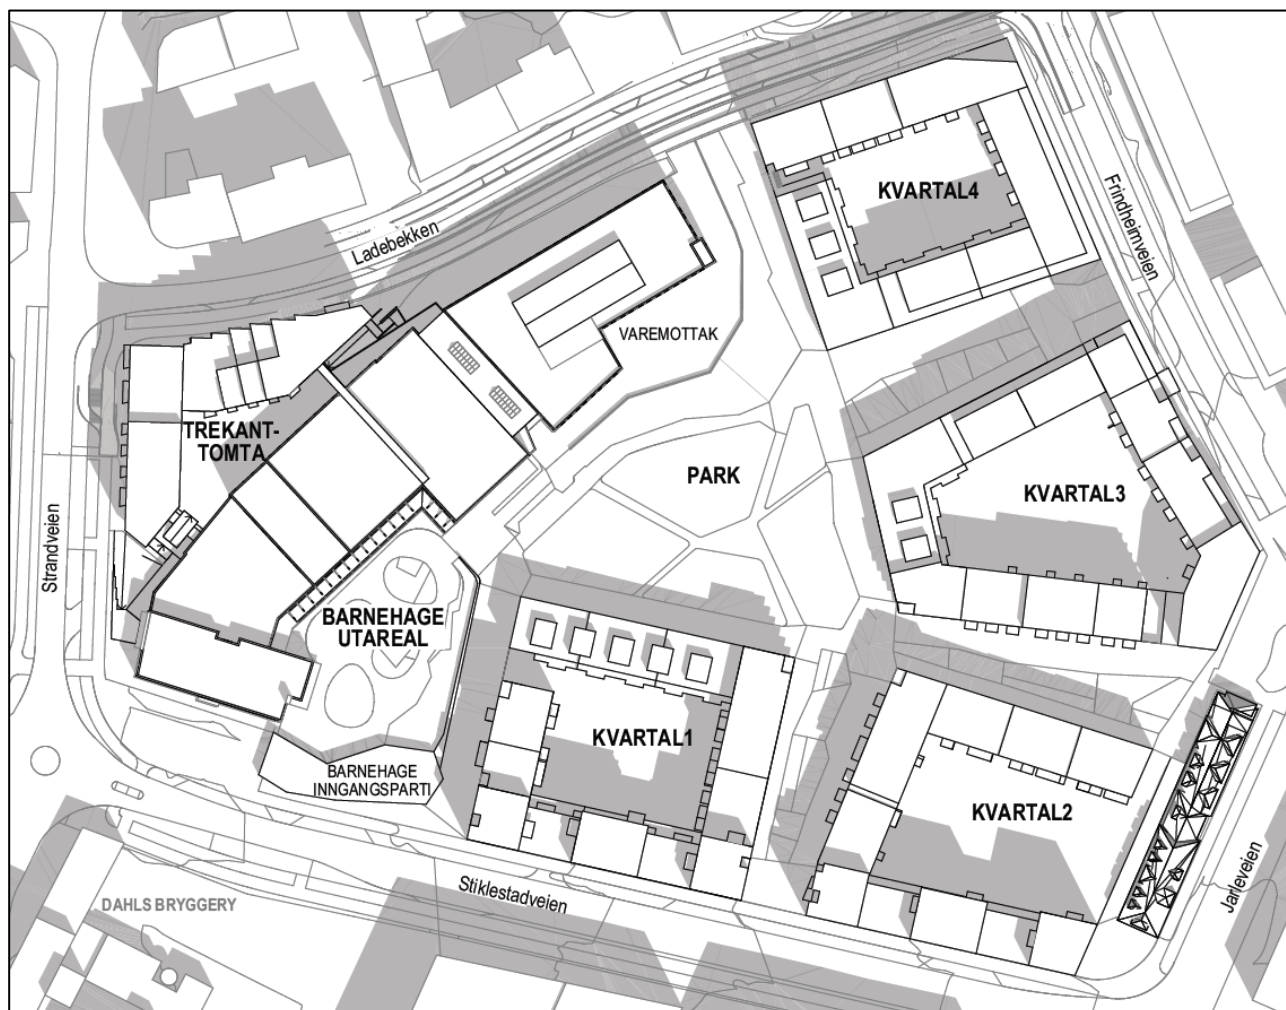 KVARTAL4
Frindheimveien
Ladebekken
VAREMOTTAK
TREKANT-
TOMTA
PARK
KVARTAL3
Strandveien
BARNEHAGE
UTAREAL
KVARTAL1
BARNEHAGE
INNGANGSPARTI
KVARTAL2
Stiklestadveien
Jarleveien
DAHLS BRYGGERY